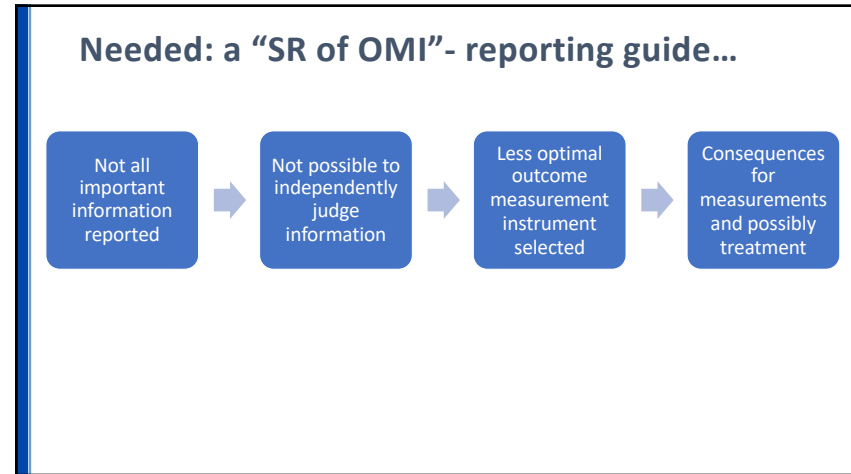 Needed: a “SR of OMI”- reporting guide…
Not all
important
information
reported
Not possible to
independently
judge
information
Less optimal
outcome
measurement
instrument
selected
Consequences
for
measurements
and possibly
treatment